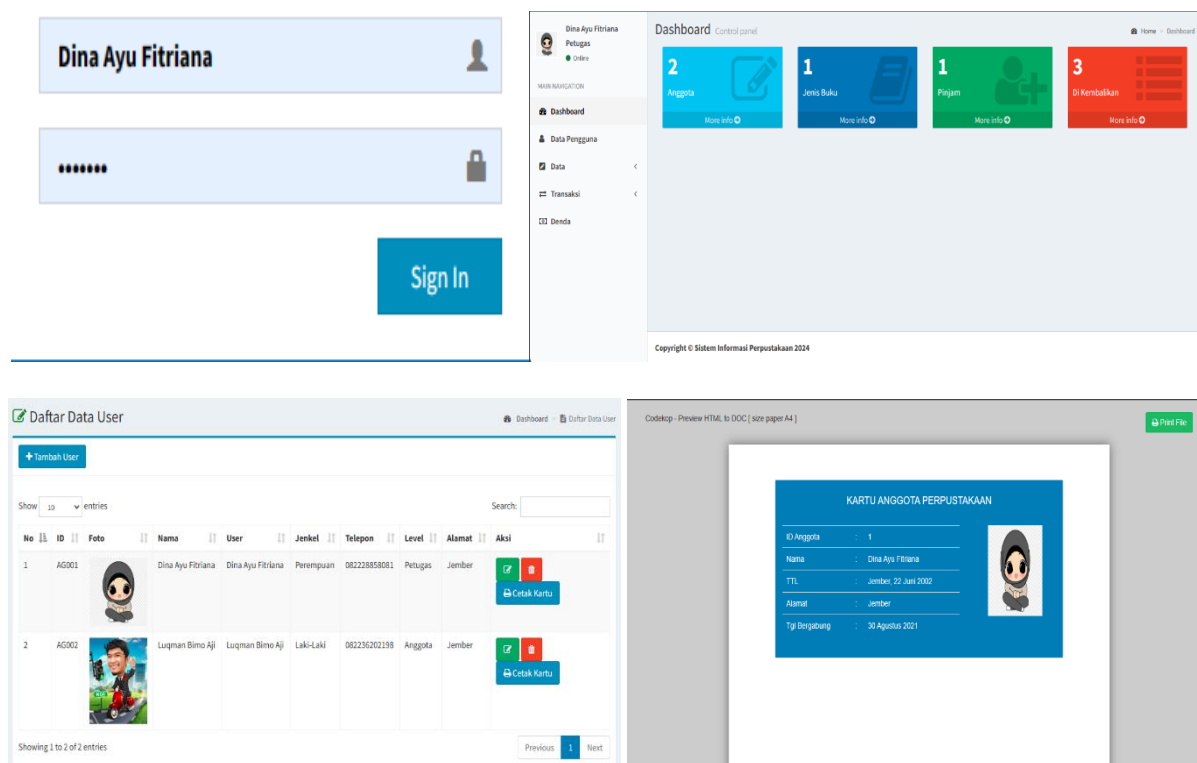 Dina Ayu Fitriana
•••••••
Sign In
Dina Ayu Fitriana
Petugas
Online
MAIN NAVIGATION
Dashboard
Data Pengguna
Data <
Transaksi <
Denda
Dashboard Control panel
Home > Dashboard
2
Anggota
More info
1
Jenis Buku
More info
1
Pinjam
More info
3
Di Kembalikan
More info
Copyright © Sistem Informasi Perpustakaan 2024
Daftar Data User
Dashboard > Daftar Data User
+ Tambah User
Show 10 entries
Search:
No ID Foto Nama User Jenkel Telepon Level Alamat Aksi
1 AG001 Dina Ayu Fitriana Dina Ayu Fitriana Perempuan 082228858081 Petugas Jember
Cetak Kartu
2 AG002 Luqman Bimo Aji Luqman Bimo Aji Laki-Laki 082236202198 Anggota Jember
Cetak Kartu
Showing 1 to 2 of 2 entries
Previous 1 Next
Codekop - Preview HTML to DOC [ size paper A4 ]
Print File
KARTU ANGGOTA PERPUSTAKAAN
ID Anggota : 1
Nama : Dina Ayu Fitriana
TTL : Jember, 22 Juni 2002
Alamat : Jember
Tgl Bergabung : 30 Agustus 2021